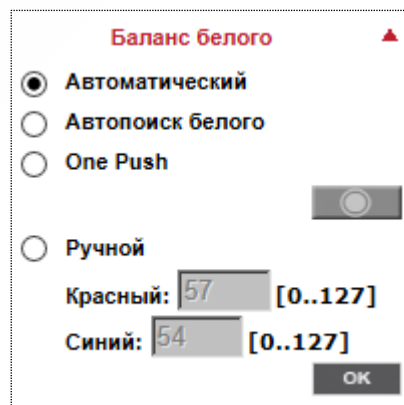 Баланс белого
Автоматический
Автопоиск белого
One Push
Ручной
Красный: 57 [0..127]
Синий: 54 [0..127]
OK